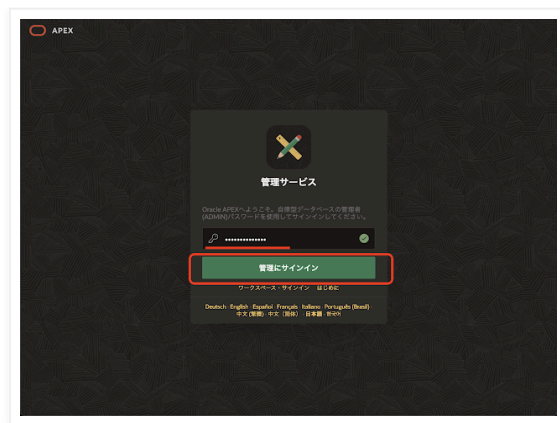 APEX
管理サービス
Oracle APEXへようこそ。自律型データベースの管理者
(ADMIN)パスワードを使用してサインインしてください。
••••••••••••••
管理にサインイン
ワークスペース・サインイン はじめに
Deutsch · English · Español · Français · Italiano · Português (Brasil) ·
中文 (繁體) · 中文（简体） · 日本語 · 한국어